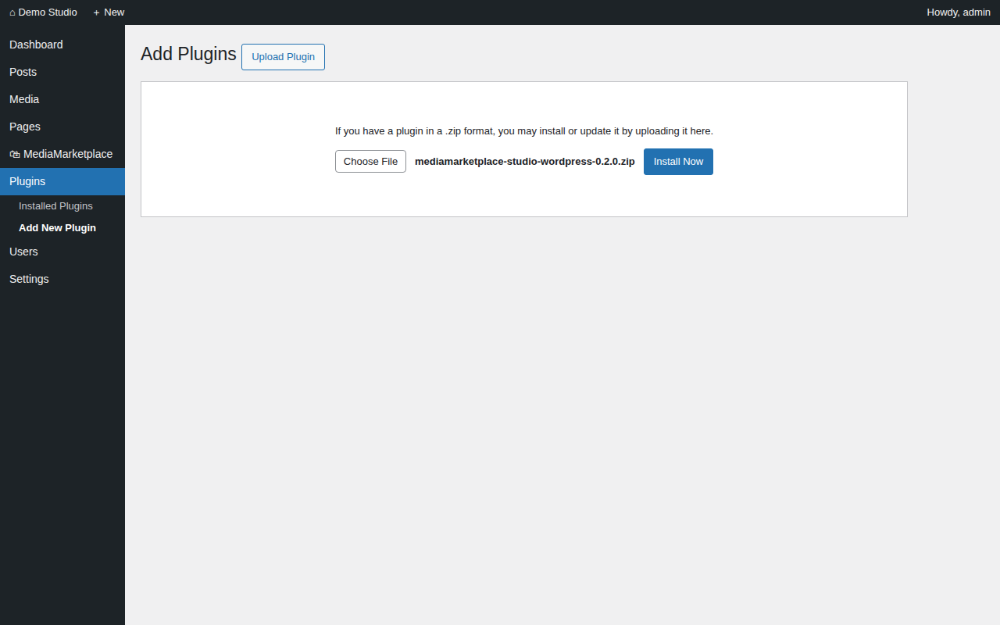 ⌂ Demo Studio + New Howdy, admin
Dashboard
Posts
Media
Pages
🛍 MediaMarketplace
Plugins
Installed Plugins
Add New Plugin
Users
Settings
Add Plugins Upload Plugin
If you have a plugin in a .zip format, you may install or update it by uploading it here.
Choose File mediamarketplace-studio-wordpress-0.2.0.zip Install Now